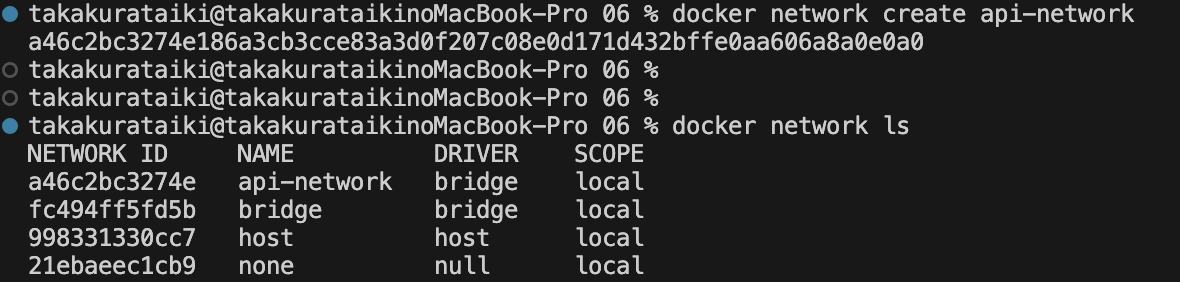 takakurataiki@takakurataikinoMacBook-Pro 06 % docker network create api-network
a46c2bc3274e186a3cb3cce83a3d0f207c08e0d171d432bffe0aa606a8a0e0a0
takakurataiki@takakurataikinoMacBook-Pro 06 %
takakurataiki@takakurataikinoMacBook-Pro 06 %
takakurataiki@takakurataikinoMacBook-Pro 06 % docker network ls
NETWORK ID     NAME          DRIVER    SCOPE
a46c2bc3274e   api-network   bridge    local
fc494ff5fd5b   bridge        bridge    local
998331330cc7   host          host      local
21ebaeec1cb9   none          null      local